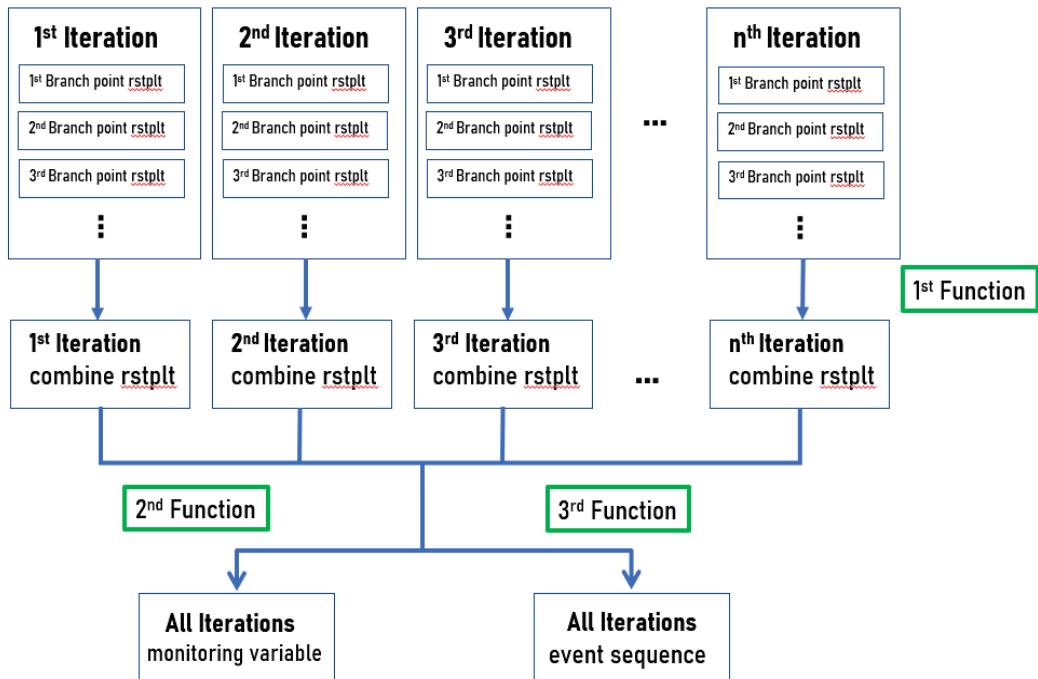 1st Iteration
1st Branch point rstplt
2nd Branch point rstplt
3rd Branch point rstplt
⋮
2nd Iteration
1st Branch point rstplt
2nd Branch point rstplt
3rd Branch point rstplt
⋮
3rd Iteration
1st Branch point rstplt
2nd Branch point rstplt
3rd Branch point rstplt
⋮
...
nth Iteration
1st Branch point rstplt
2nd Branch point rstplt
3rd Branch point rstplt
⋮
1st Function
1st Iteration
combine rstplt
2nd Iteration
combine rstplt
3rd Iteration
combine rstplt
...
nth Iteration
combine rstplt
2nd Function
3rd Function
All Iterations
monitoring variable
All Iterations
event sequence